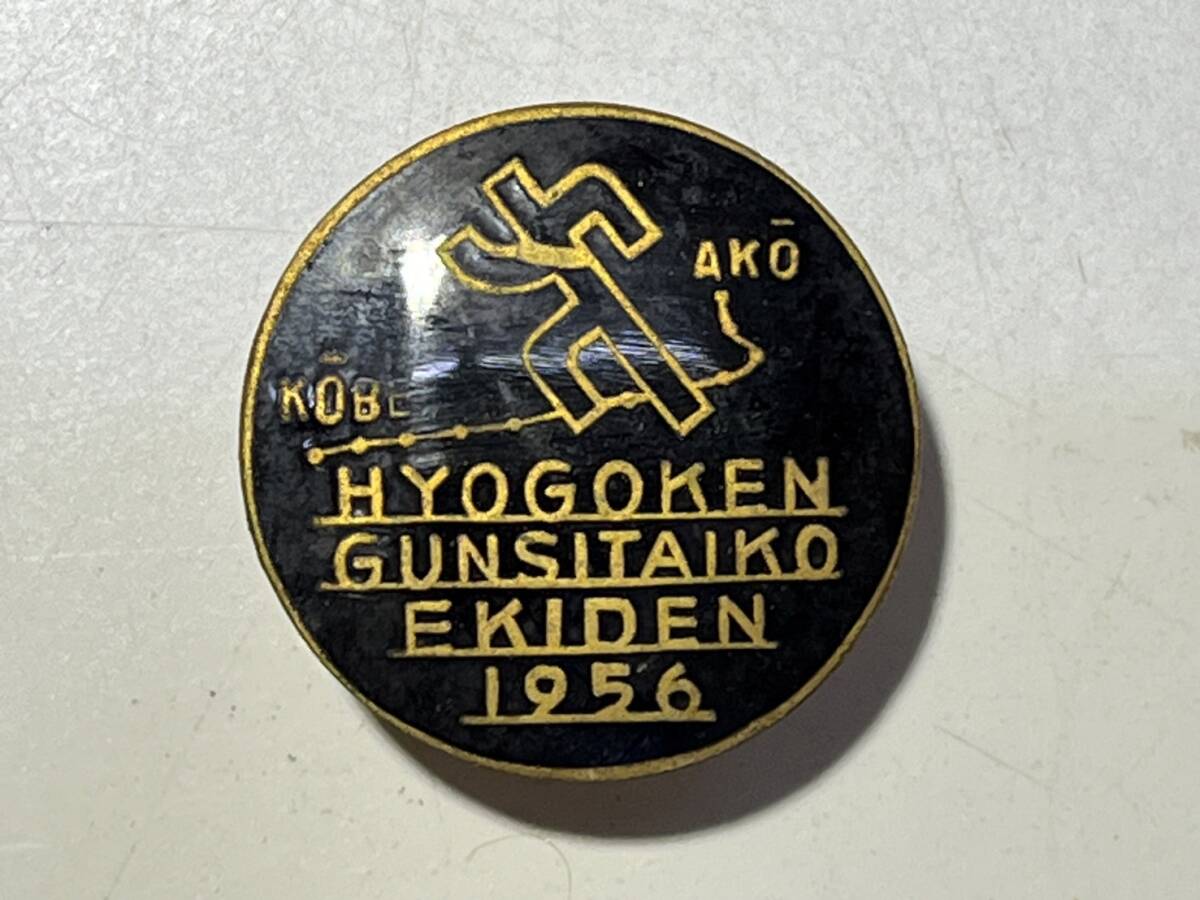 AKŌ
KŌBE
HYOGOKEN
GUNSITAIKO
EKIDEN
1956